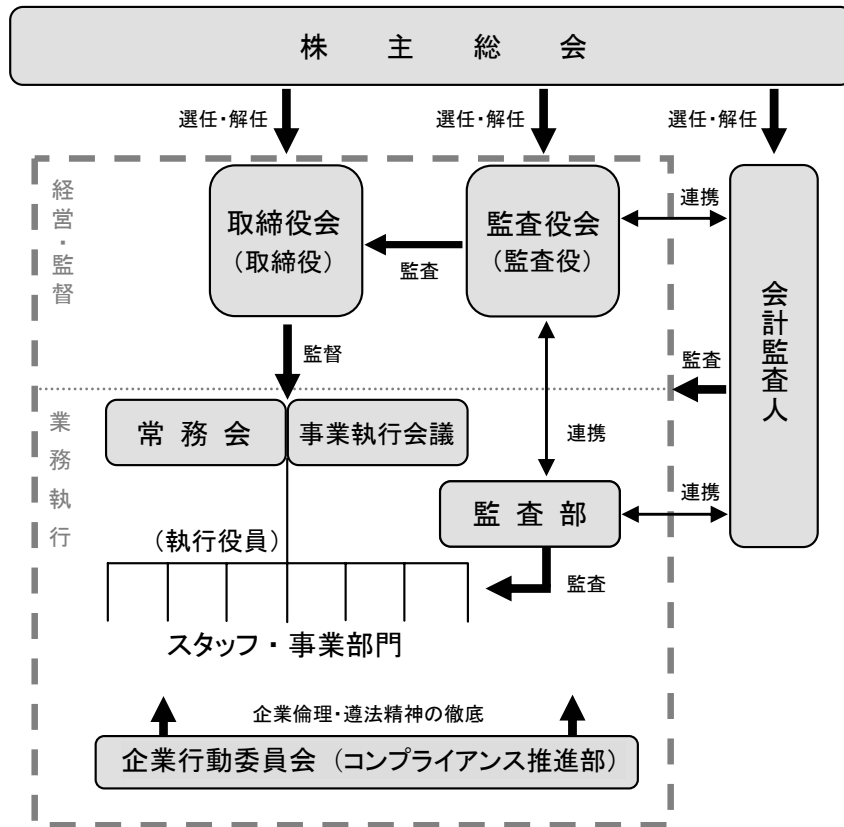 株主総会
選任・解任
選任・解任
選任・解任
経営・監督
取締役会
(取締役)
監査
監査役会
(監査役)
連携
会計監査人
監督
監査
業務執行
常務会
事業執行会議
連携
監査部
連携
(執行役員)
監査
スタッフ・事業部門
企業倫理・遵法精神の徹底
企業行動委員会(コンプライアンス推進部)